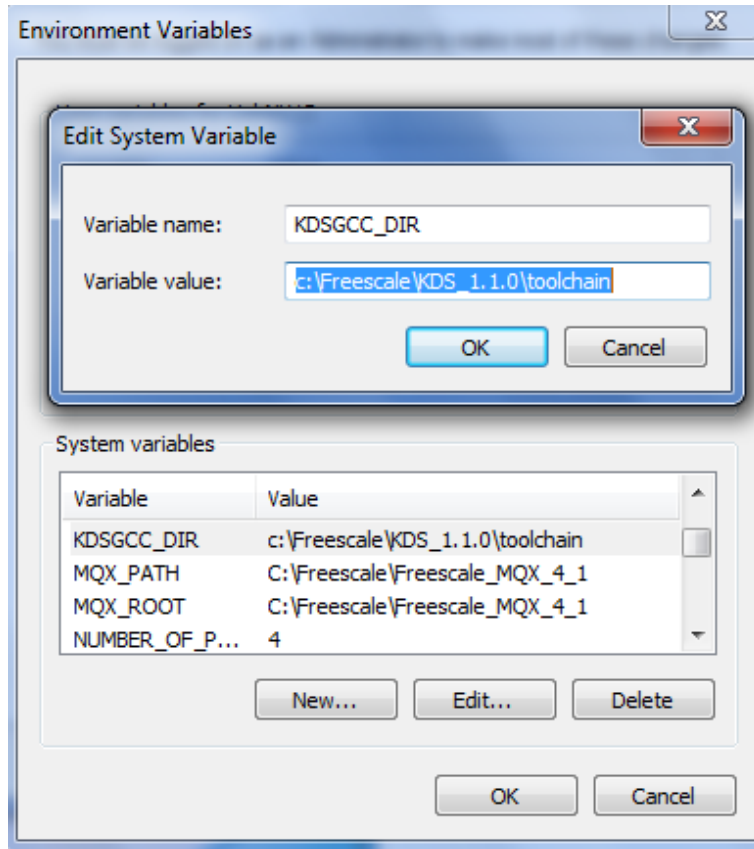 Environment Variables
Edit System Variable
Variable name: KDSGCC_DIR
Variable value: c:\Freescale\KDS_1.1.0\toolchain
OK Cancel
System variables
Variable Value
KDSGCC_DIR c:\Freescale\KDS_1.1.0\toolchain
MQX_PATH C:\Freescale\Freescale_MQX_4_1
MQX_ROOT C:\Freescale\Freescale_MQX_4_1
NUMBER_OF_P... 4
New... Edit... Delete
OK Cancel